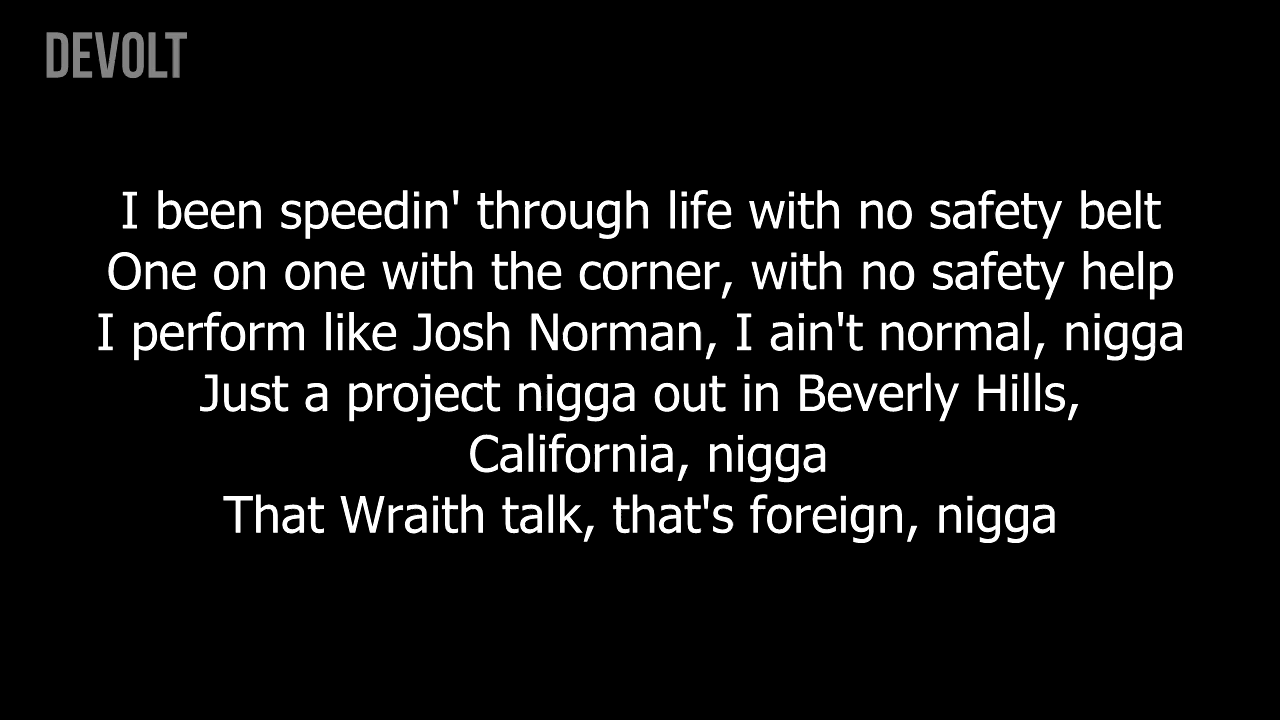 DEVOLT
I been speedin' through life with no safety belt
One on one with the corner, with no safety help
I perform like Josh Norman, I ain't normal, nigga
Just a project nigga out in Beverly Hills,
California, nigga
That Wraith talk, that's foreign, nigga